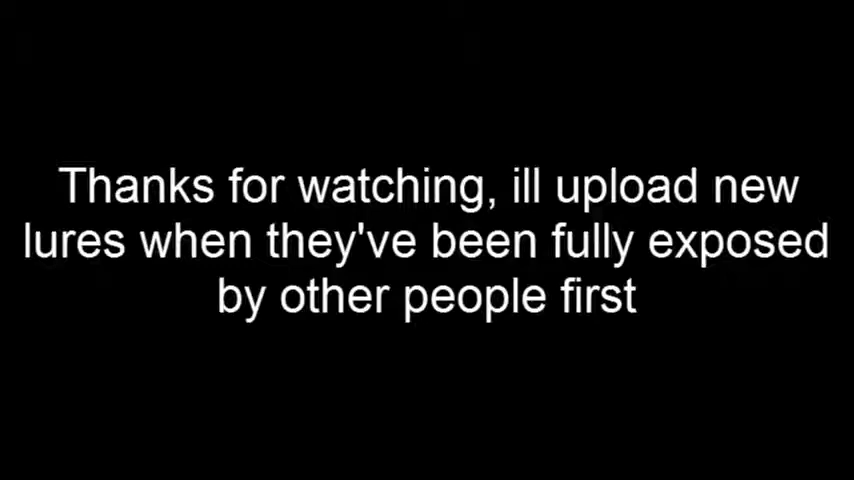 Thanks for watching, ill upload new
lures when they've been fully exposed
by other people first